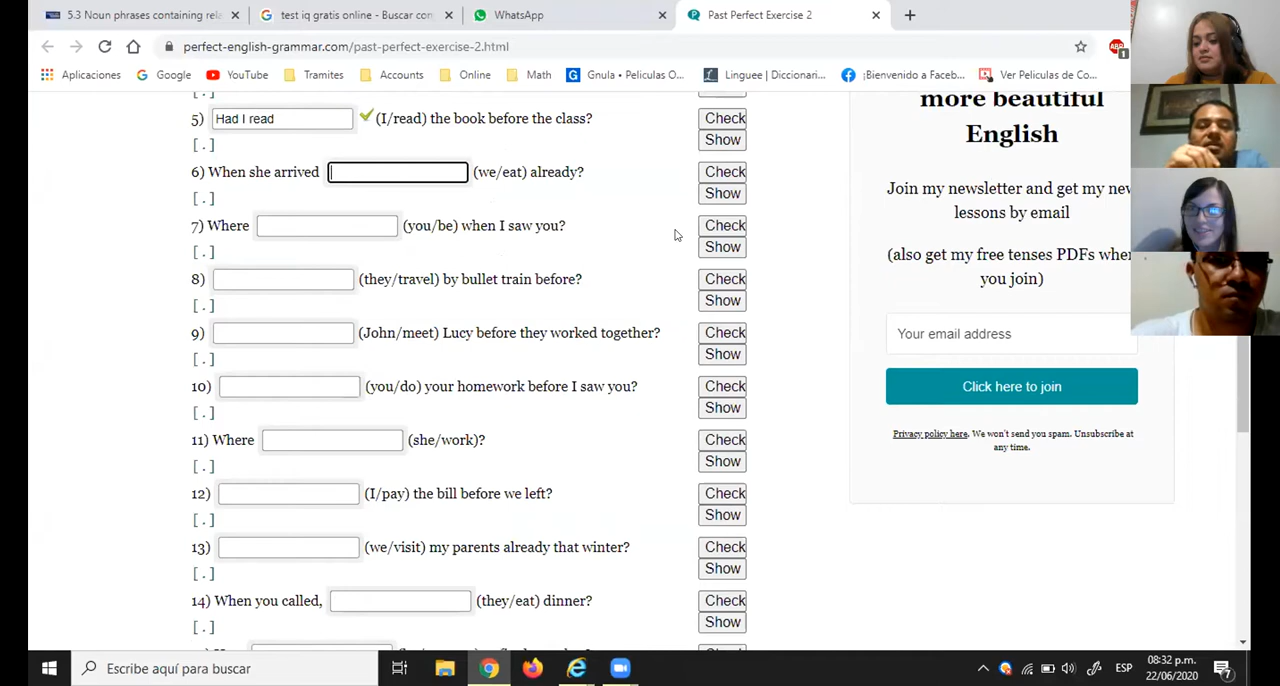 5.3 Noun phrases containing rela
test iq gratis online - Buscar con
WhatsApp
Past Perfect Exercise 2
perfect-english-grammar.com/past-perfect-exercise-2.html
Aplicaciones Google YouTube Tramites Accounts Online Math Gnula • Peliculas O... Linguee | Diccionari... ¡Bienvenido a Faceb... Ver Peliculas de Co...
[ . ]
5) Had I read (I/read) the book before the class? Check
[ . ] Show
6) When she arrived (we/eat) already? Check
[ . ] Show
7) Where (you/be) when I saw you? Check
[ . ] Show
8) (they/travel) by bullet train before? Check
[ . ] Show
9) (John/meet) Lucy before they worked together? Check
[ . ] Show
10) (you/do) your homework before I saw you? Check
[ . ] Show
11) Where (she/work)? Check
[ . ] Show
12) (I/pay) the bill before we left? Check
[ . ] Show
13) (we/visit) my parents already that winter? Check
[ . ] Show
14) When you called, (they/eat) dinner? Check
[ . ] Show
more beautiful
English
Join my newsletter and get my new
lessons by email
(also get my free tenses PDFs when
you join)
Your email address
Click here to join
Privacy policy here. We won't send you spam. Unsubscribe at
any time.
Escribe aquí para buscar
ESP
08:32 p.m.
22/06/2020
7